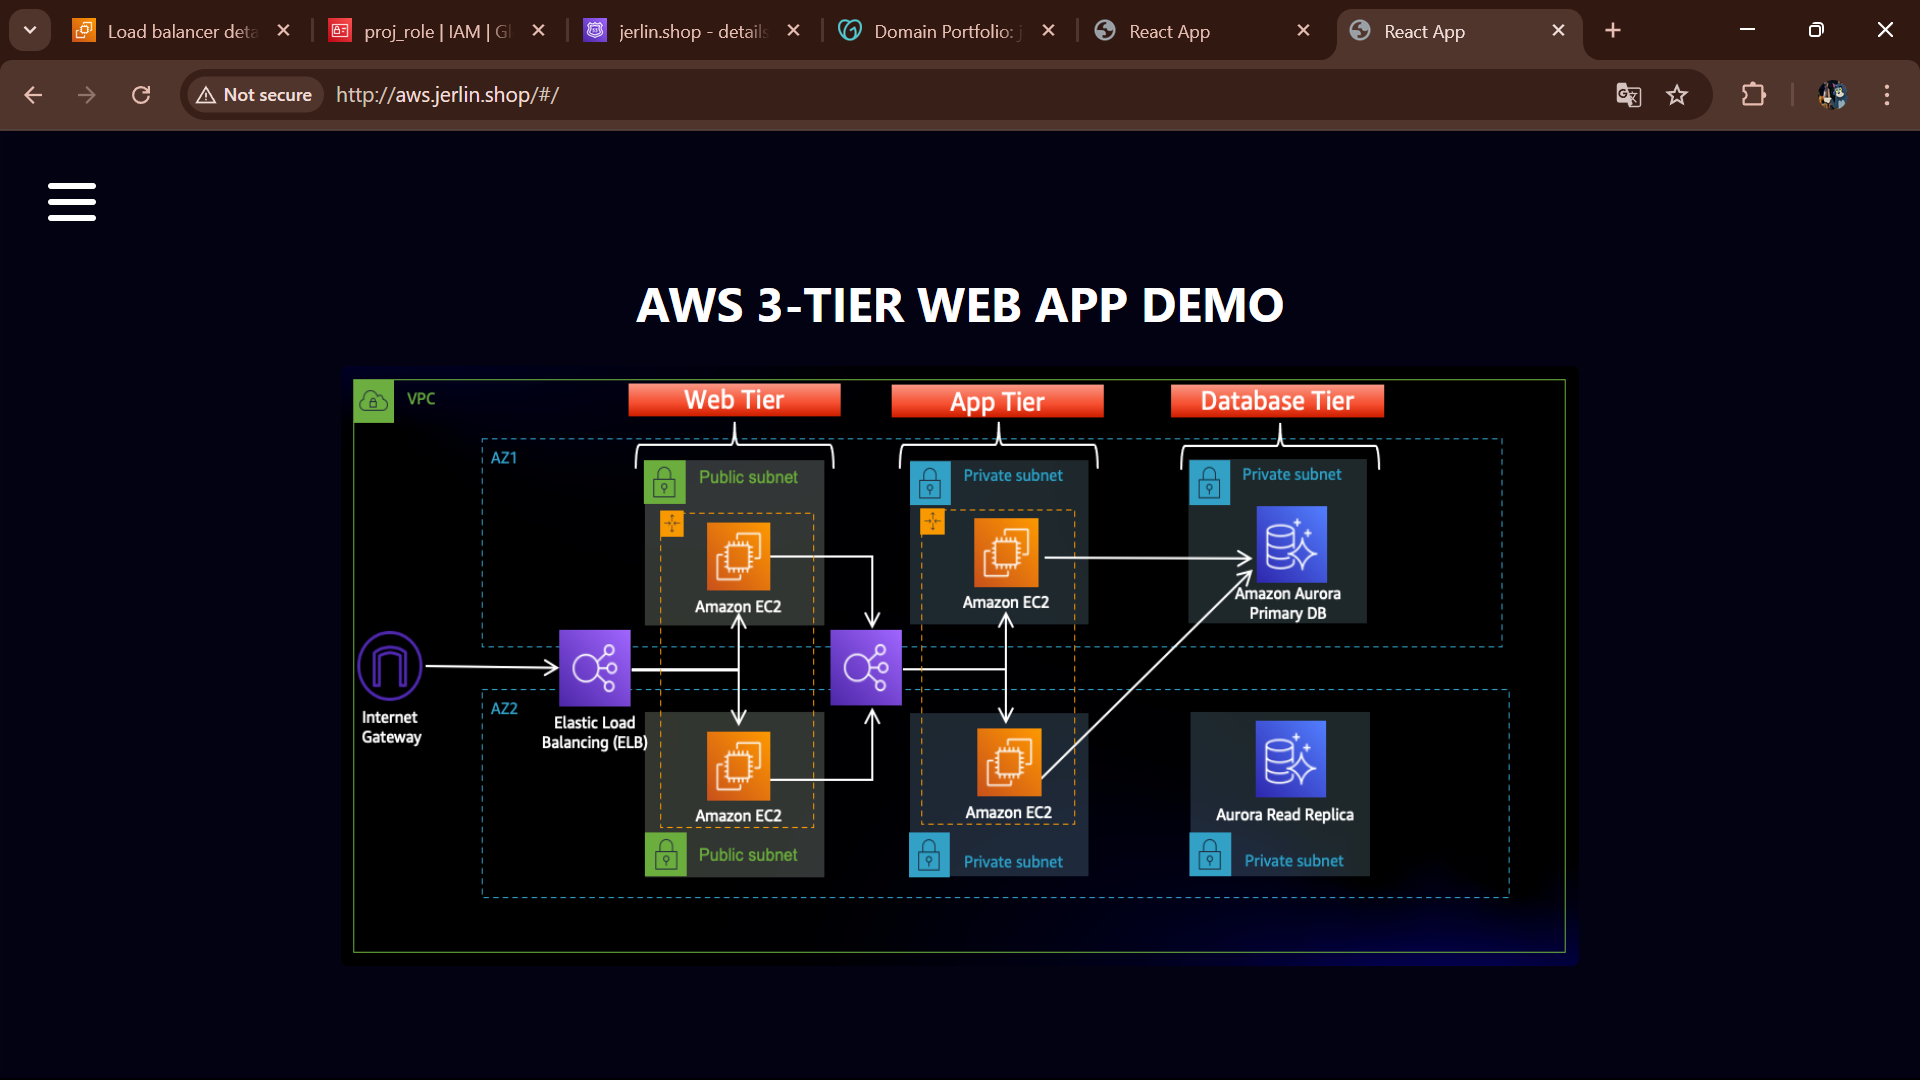 Load balancer deta
proj_role | IAM | Gl
jerlin.shop - details
Domain Portfolio: j
React App
React App
Not secure
http://aws.jerlin.shop/#/
AWS 3-TIER WEB APP DEMO
VPC
Web Tier
App Tier
Database Tier
AZ1
Public subnet
Private subnet
Private subnet
Amazon EC2
Amazon EC2
Amazon Aurora
Primary DB
Internet
Gateway
Elastic Load
Balancing (ELB)
AZ2
Amazon EC2
Amazon EC2
Aurora Read Replica
Public subnet
Private subnet
Private subnet